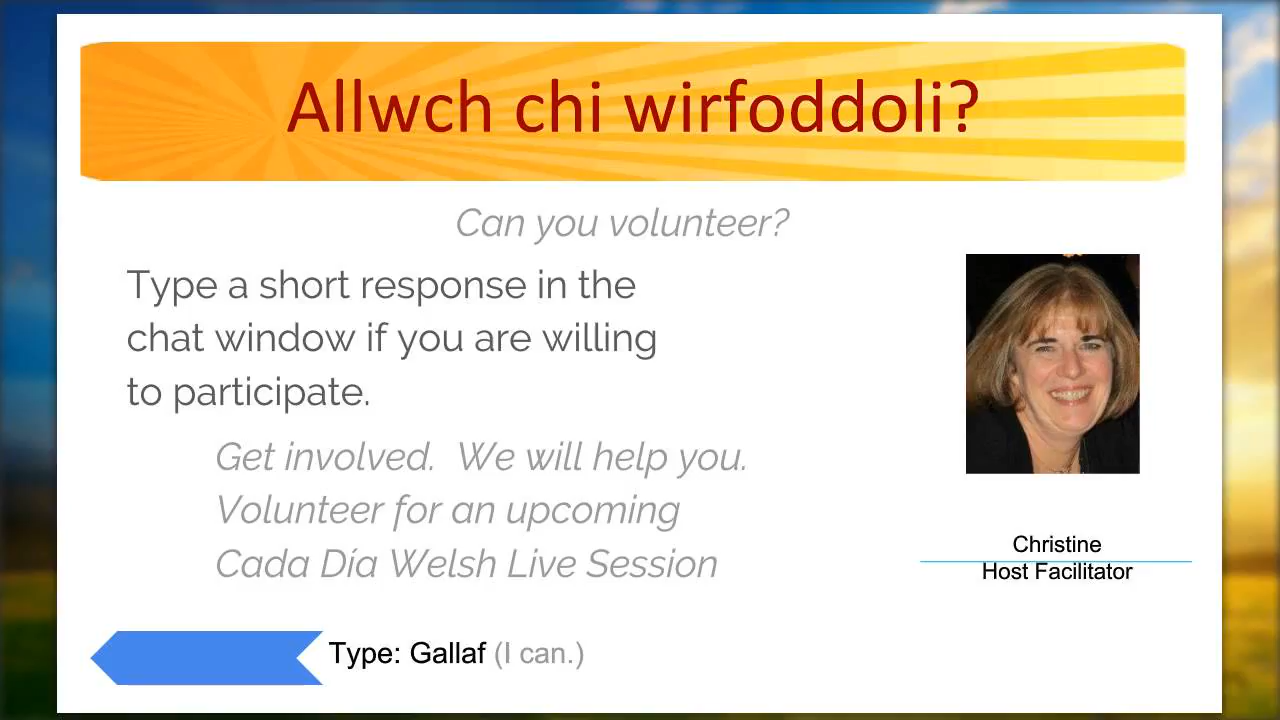 Allwch chi wirfoddoli?
Can you volunteer?
Type a short response in the
chat window if you are willing
to participate.
Get involved.  We will help you.
Volunteer for an upcoming
Cada Día Welsh Live Session
Christine
Host Facilitator
Type: Gallaf (I can.)